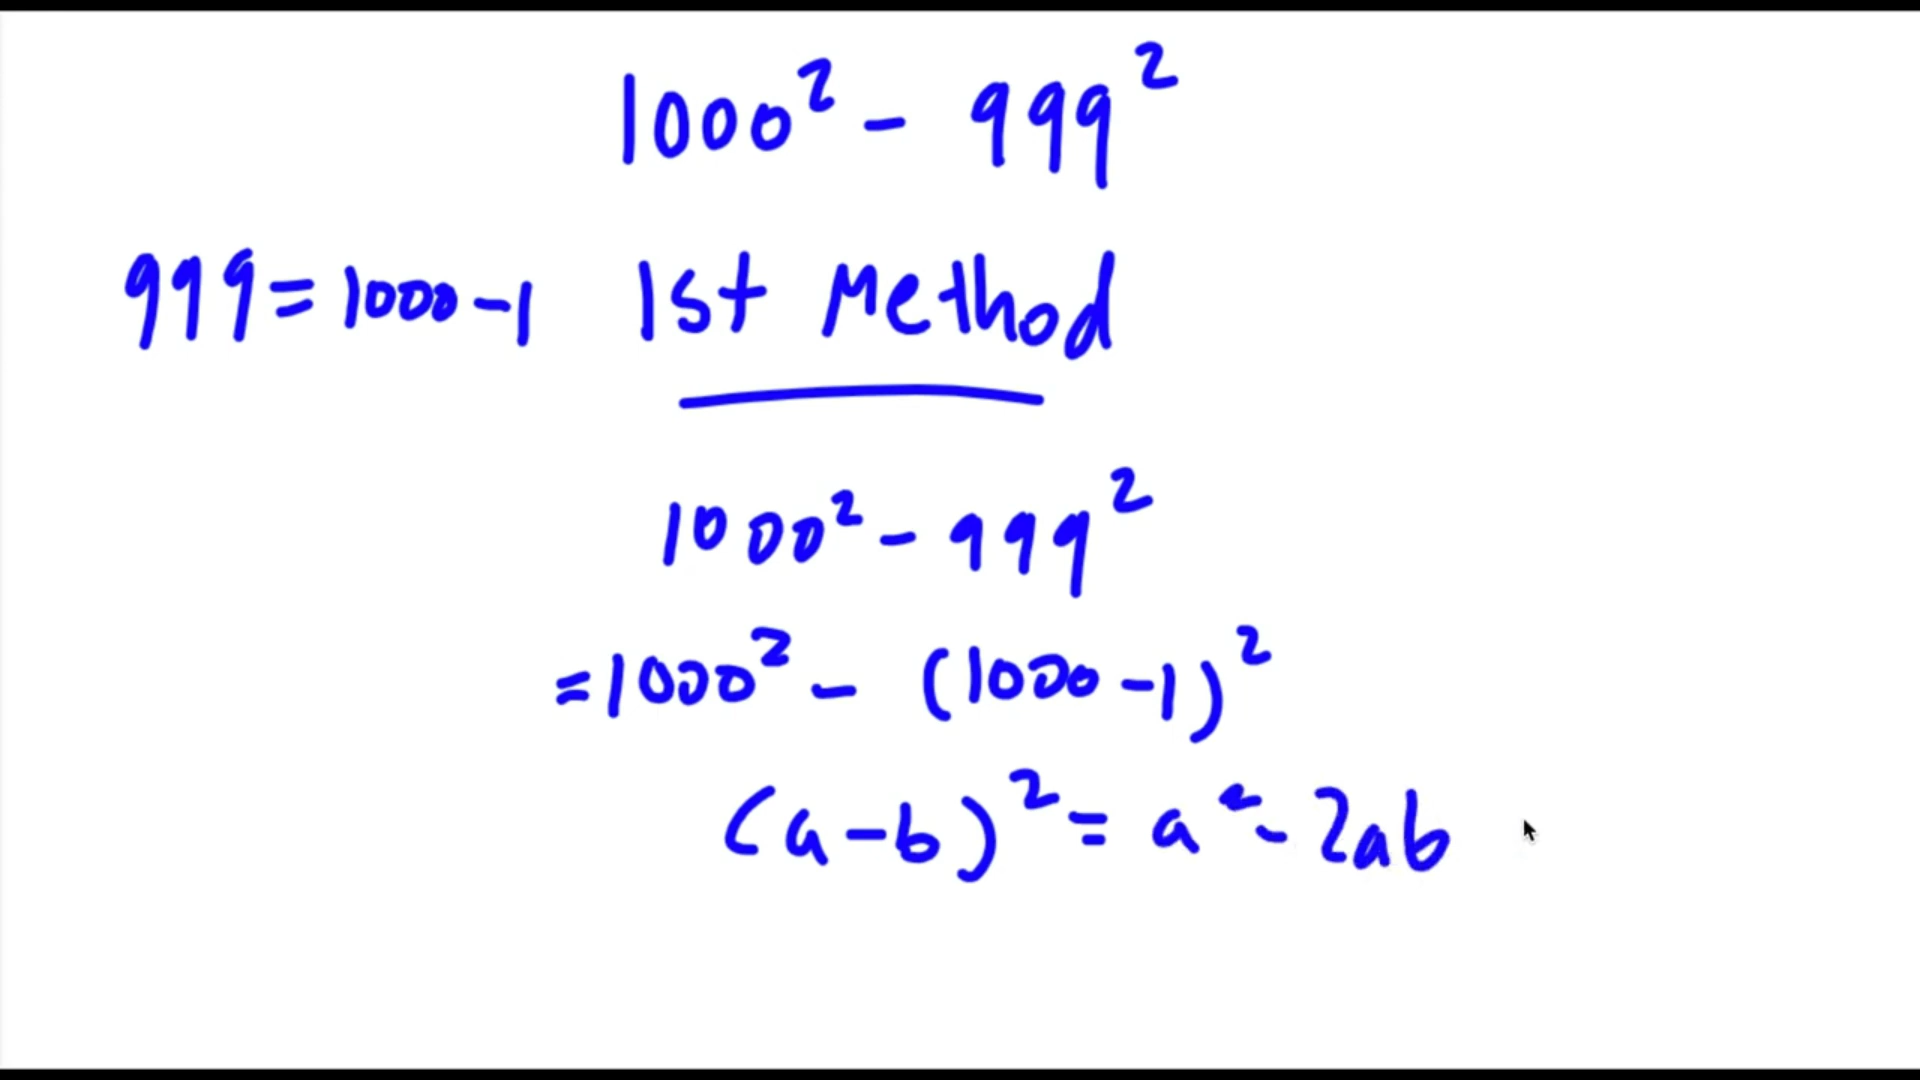 1000² - 999²
999 = 1000 - 1 1st Method
1000² - 999²
= 1000² - (1000 - 1)²
(a - b)² = a² - 2ab